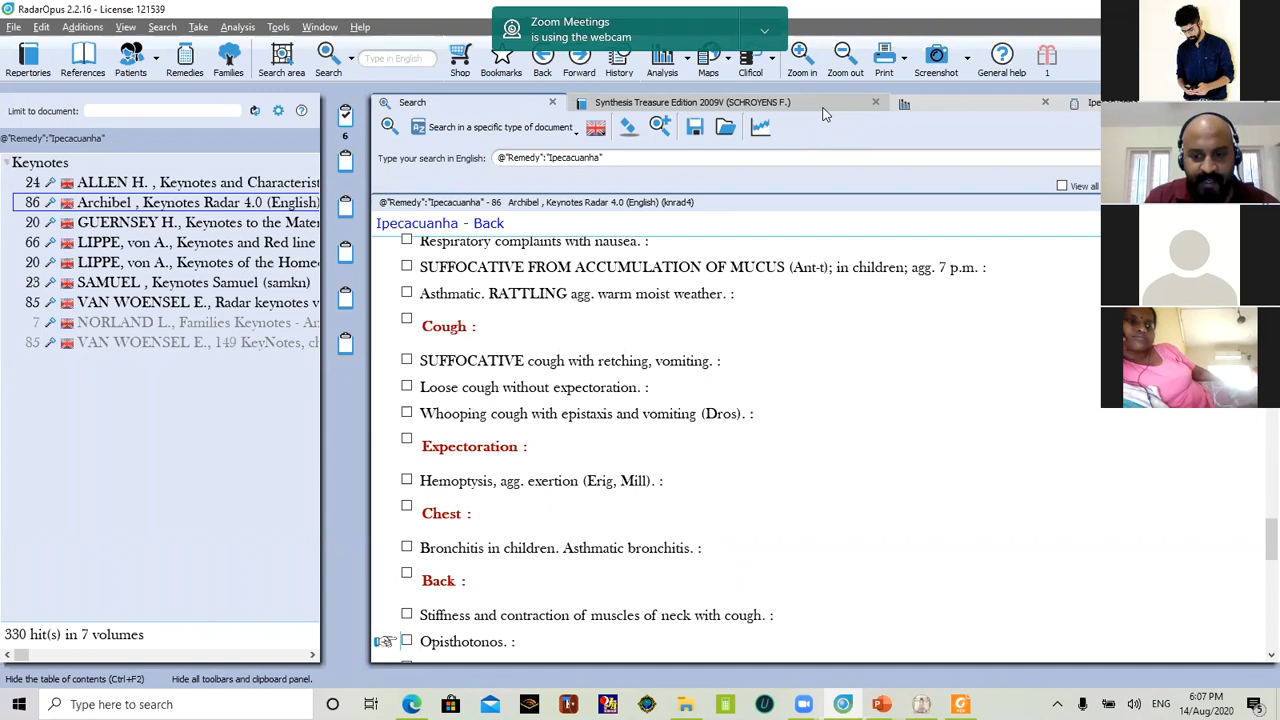 RadarOpus 2.2.16 - License: 121539
Zoom Meetings
is using the webcam
File Edit View Search Take Analysis Tools Window Help
Type in English
Repertories References Patients Remedies Families Search area Search Shop Bookmarks Back Forward History Analysis Maps Clificol Zoom in Zoom out Print Screenshot General help 1
Limit to document:
@"Remedy":"Ipecacuanha"
Keynotes
24 ALLEN H. , Keynotes and Characterist
86 Archibel , Keynotes Radar 4.0 (English)
20 GUERNSEY H., Keynotes to the Mater
66 LIPPE, von A., Keynotes and Red line
20 LIPPE, von A., Keynotes of the Home
23 SAMUEL , Keynotes Samuel (samkn)
85 VAN WOENSEL E., Radar keynotes v
7 NORLAND L., Families Keynotes - A
85 VAN WOENSEL E., 149 KeyNotes, ch
330 hit(s) in 7 volumes
Hide the table of contents (Ctrl+F2) Hide all toolbars and clipboard panel.
6
Search
Synthesis Treasure Edition 2009V (SCHROYENS F.)
Ipe
Search in a specific type of document
Type your search in English: @"Remedy":"Ipecacuanha"
View all
@"Remedy":"Ipecacuanha" - 86 Archibel , Keynotes Radar 4.0 (English) (knrad4)
Ipecacuanha - Back
Respiratory complaints with nausea. :
SUFFOCATIVE FROM ACCUMULATION OF MUCUS (Ant-t); in children; agg. 7 p.m. :
Asthmatic. RATTLING agg. warm moist weather. :
Cough :
SUFFOCATIVE cough with retching, vomiting. :
Loose cough without expectoration. :
Whooping cough with epistaxis and vomiting (Dros). :
Expectoration :
Hemoptysis, agg. exertion (Erig, Mill). :
Chest :
Bronchitis in children. Asthmatic bronchitis. :
Back :
Stiffness and contraction of muscles of neck with cough. :
Opisthotonos. :
Type here to search
ENG
6:07 PM
14/Aug/2020